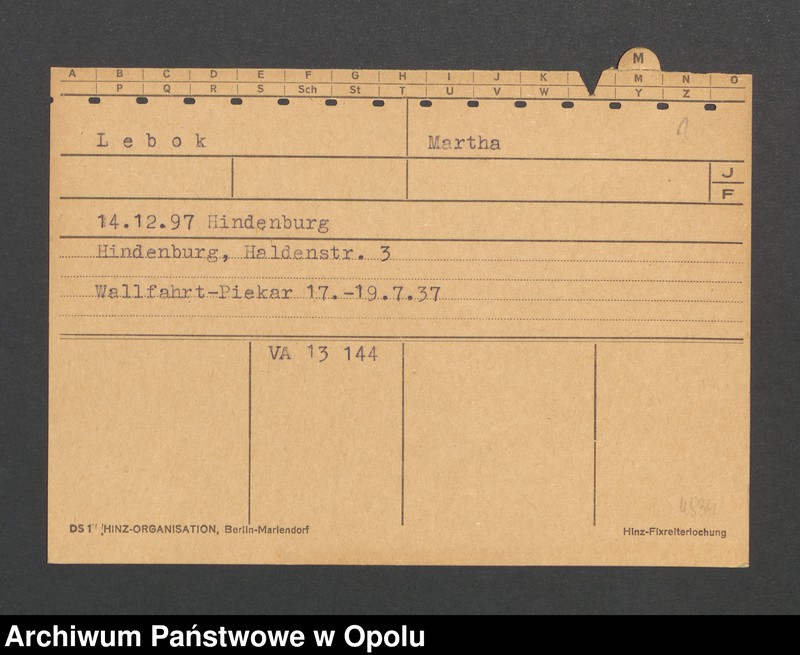 M
A B C D E F G H I J K M N O
P Q R S Sch St T U V W Y Z
L e b o k Martha
J
F
14.12.97 Hindenburg
Hindenburg, Haldenstr. 3
Wallfahrt-Piekar 17.-19.7.37
VA 13 144
DS 1 HINZ-ORGANISATION, Berlin-Mariendorf Hinz-Fixreiterlochung
Archiwum Państwowe w Opolu